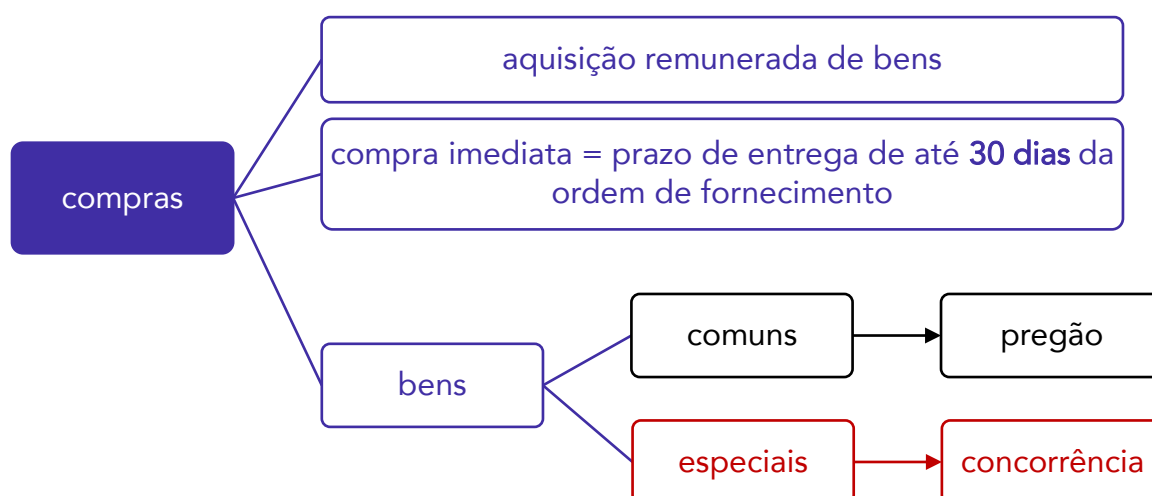 aquisição remunerada de bens
compras
compra imediata = prazo de entrega de até 30 dias da
ordem de fornecimento
bens
comuns
pregão
especiais
concorrência